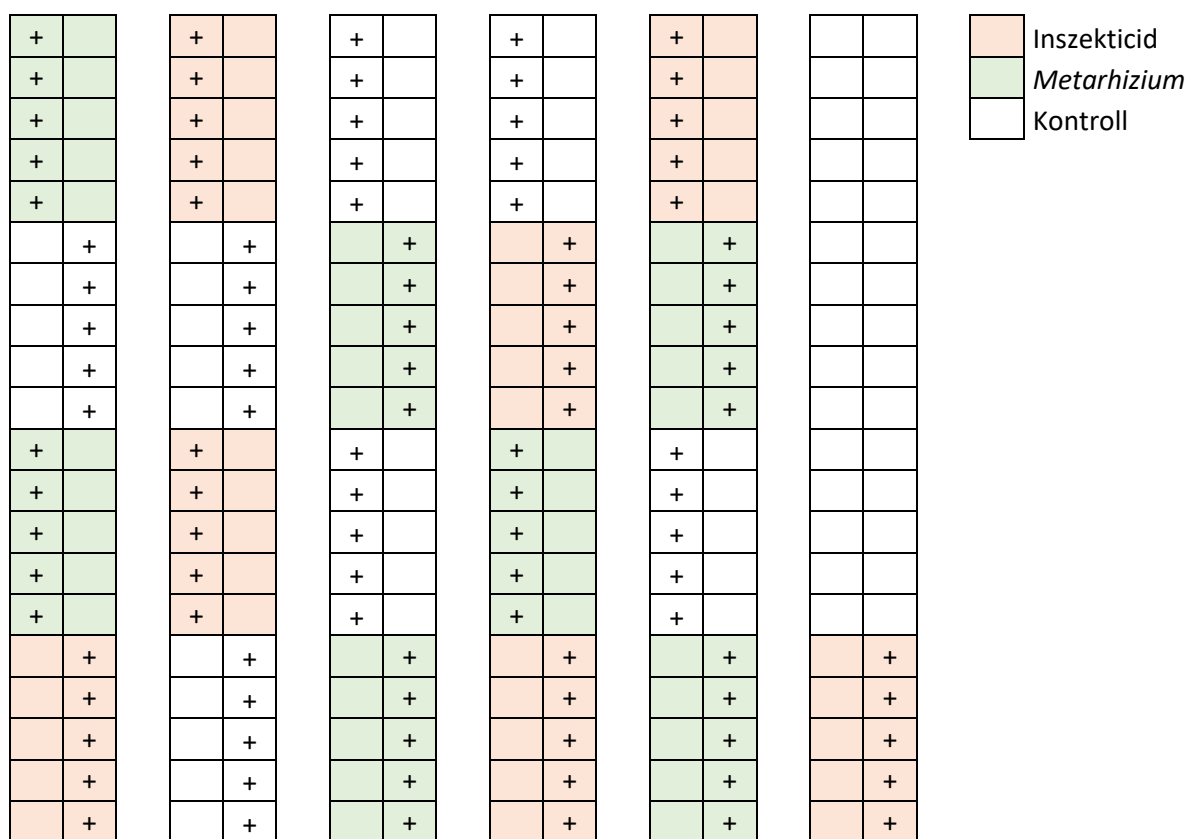 + + + + + Inszekticid
+ + + + + Metarhizium
+ + + + + Kontroll
+ + + + +
+ + + + +
+ + + + +
+ + + + +
+ + + + +
+ + + + +
+ + + + +
+ + + + +
+ + + + +
+ + + + +
+ + + + +
+ + + + +
+ + + + + +
+ + + + + +
+ + + + + +
+ + + + + +
+ + + + + +